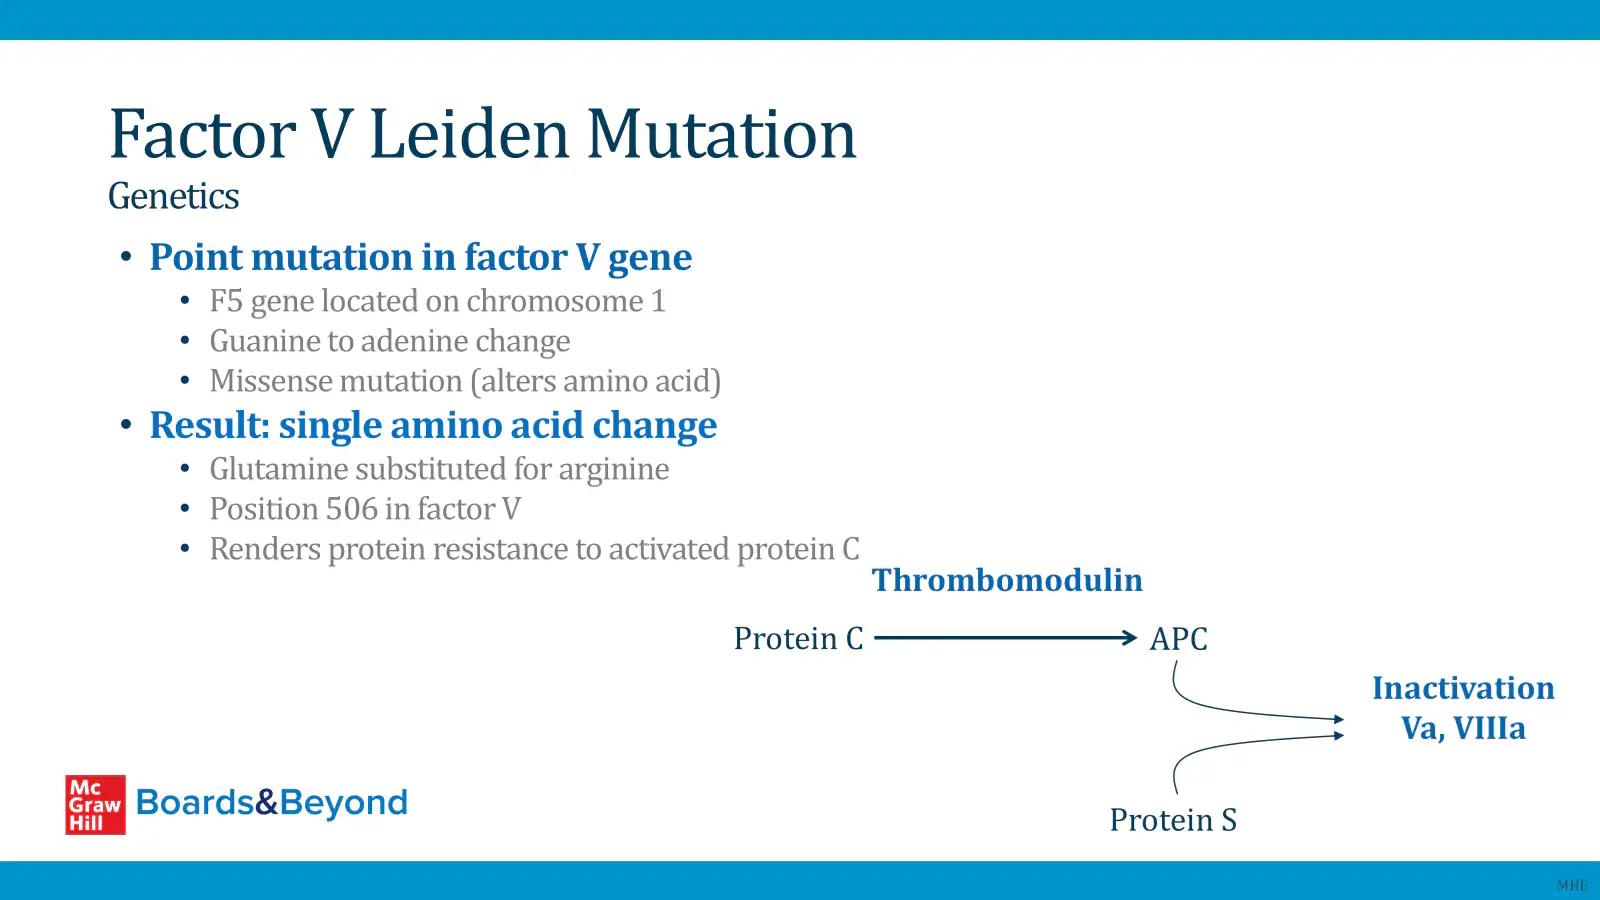 Factor V Leiden Mutation
Genetics
• Point mutation in factor V gene
• F5 gene located on chromosome 1
• Guanine to adenine change
• Missense mutation (alters amino acid)
• Result: single amino acid change
• Glutamine substituted for arginine
• Position 506 in factor V
• Renders protein resistance to activated protein C
Thrombomodulin
Protein C
APC
Inactivation
Va, VIIIa
Protein S
Mc
Graw
Hill
Boards&Beyond
MHE